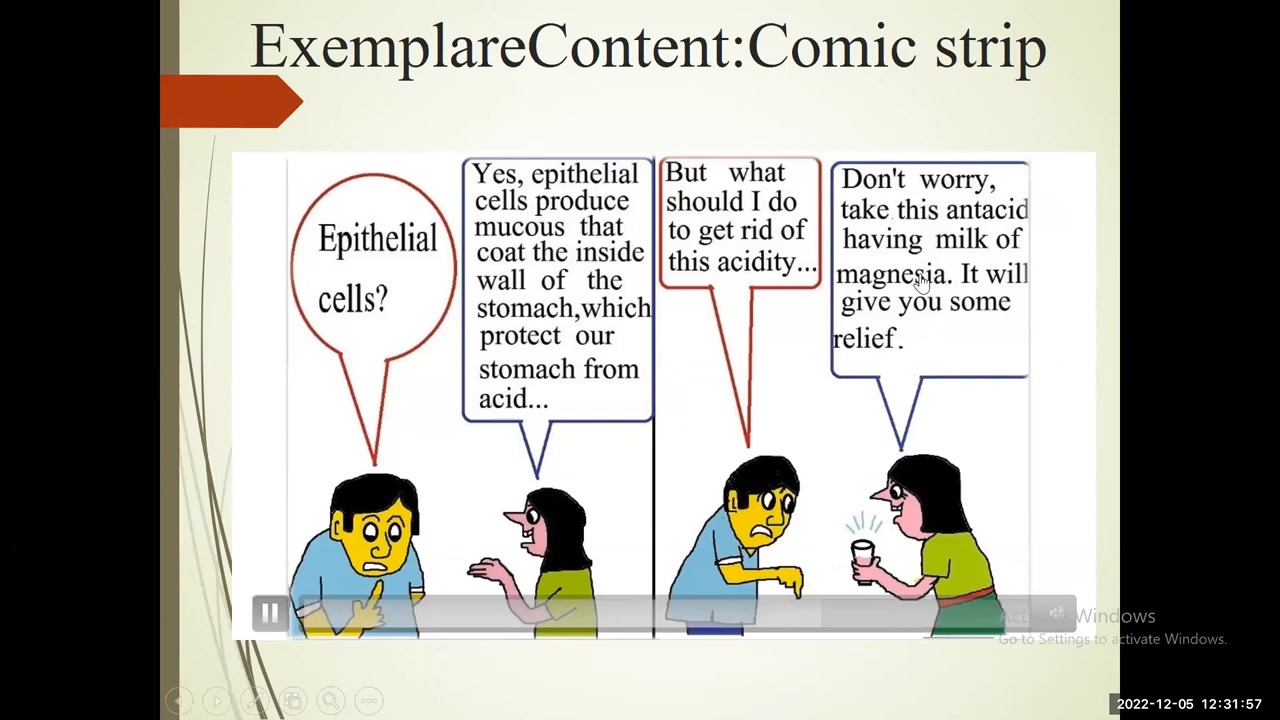 ExemplareContent:Comic strip
Epithelial
cells?
Yes, epithelial
cells produce
mucous that
coat the inside
wall of the
stomach,which
protect our
stomach from
acid...
But what
should I do
to get rid of
this acidity...
Don't worry,
take this antacid
having milk of
magnesia. It will
give you some
relief.
Activate Windows
Go to Settings to activate Windows.
2022-12-05 12:31:57